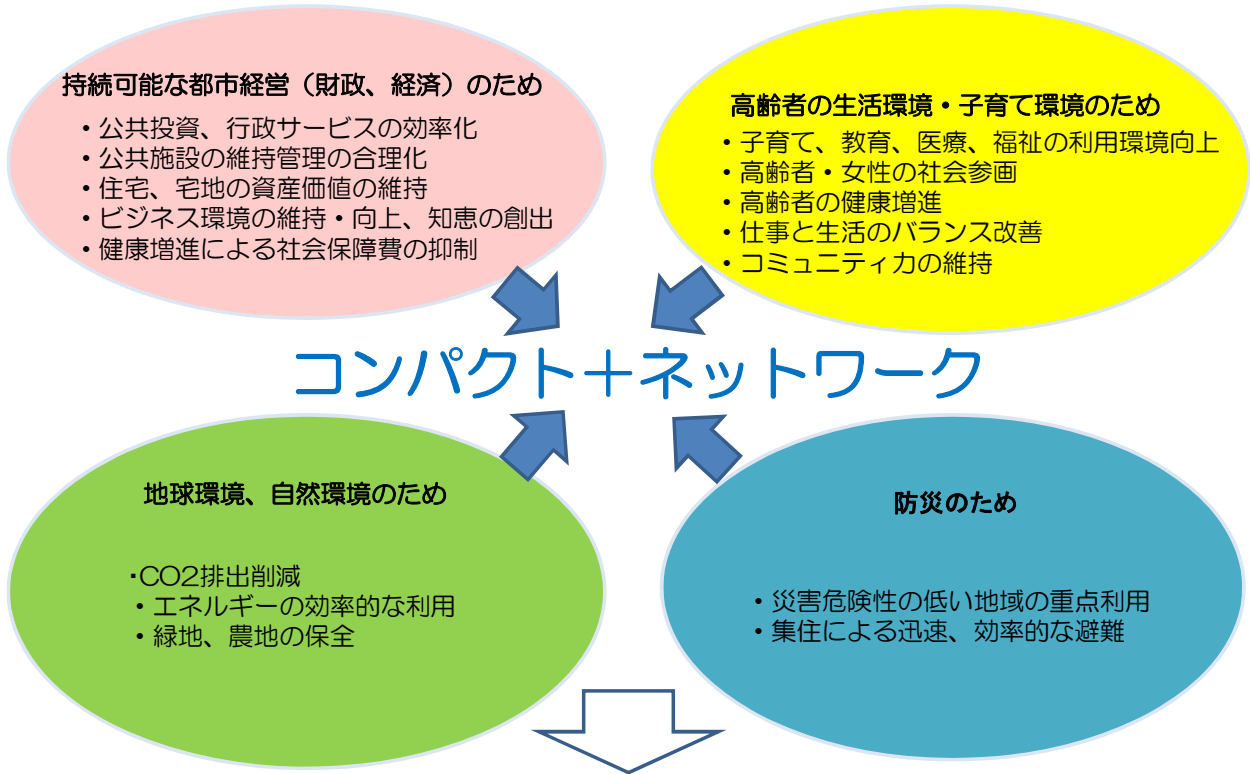 持続可能な都市経営（財政、経済）のため
・公共投資、行政サービスの効率化
・公共施設の維持管理の合理化
・住宅、宅地の資産価値の維持
・ビジネス環境の維持・向上、知恵の創出
・健康増進による社会保障費の抑制
高齢者の生活環境・子育て環境のため
・子育て、教育、医療、福祉の利用環境向上
・高齢者・女性の社会参画
・高齢者の健康増進
・仕事と生活のバランス改善
・コミュニティ力の維持
コンパクト＋ネットワーク
地球環境、自然環境のため
・CO2排出削減
・エネルギーの効率的な利用
・緑地、農地の保全
防災のため
・災害危険性の低い地域の重点利用
・集住による迅速、効率的な避難